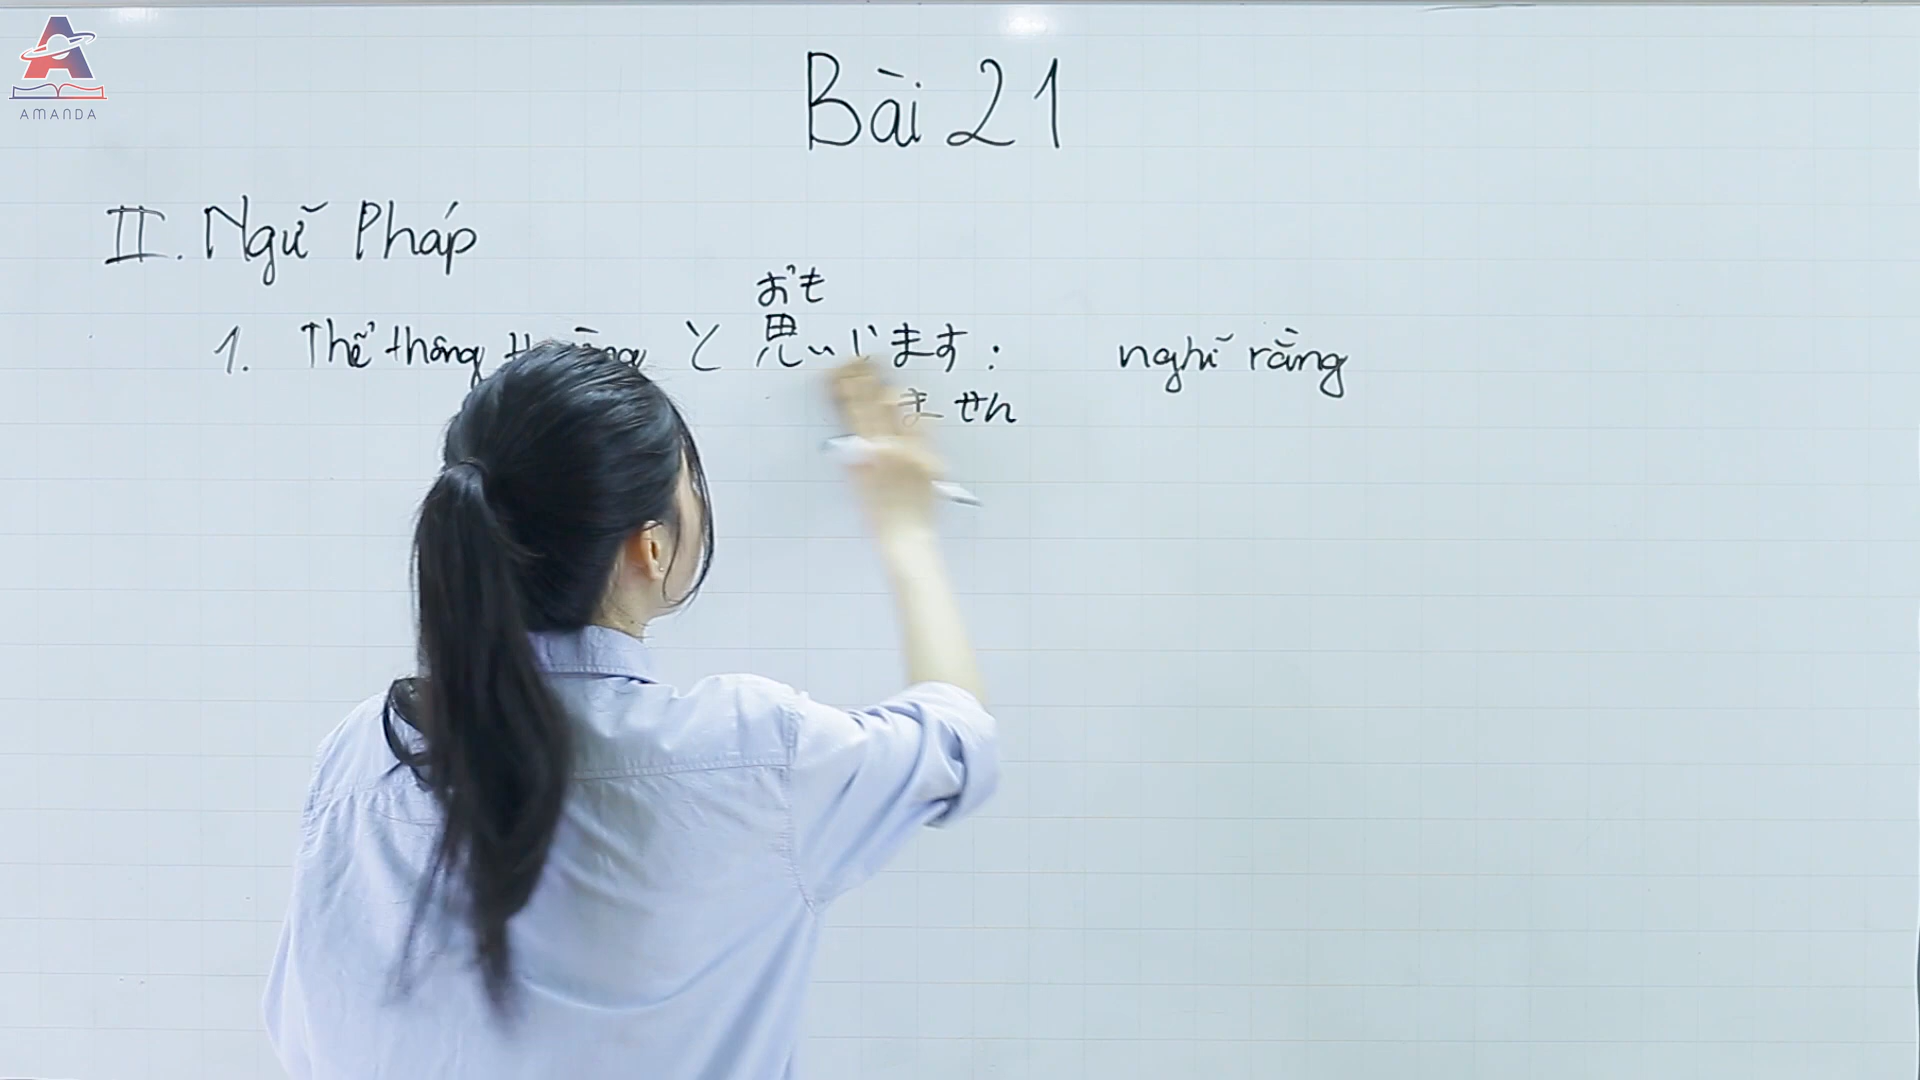 AMANDA
Bài 21
II. Ngữ Pháp
おも
1. Thể thông と 思います: nghĩ rằng
ません